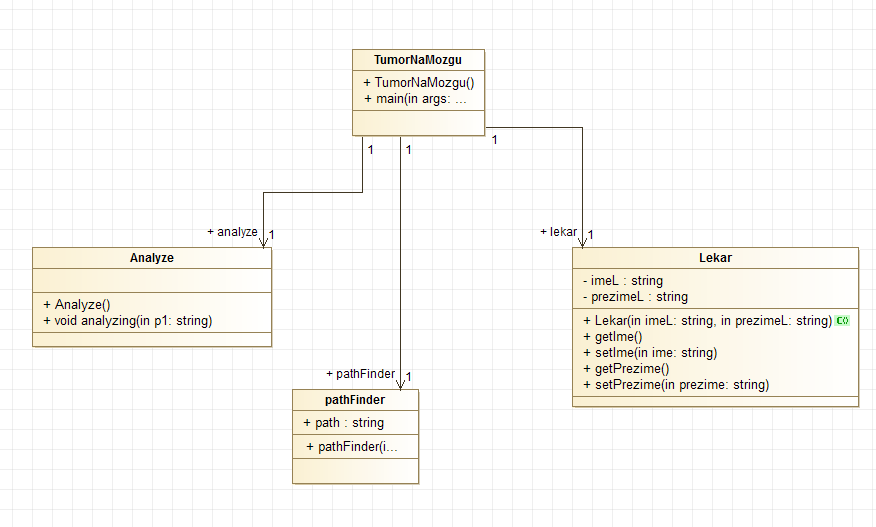 TumorNaMozgu
+ TumorNaMozgu()
+ main(in args: ...
1
1
1
+ analyze
1
+ lekar
1
Analyze
+ Analyze()
+ void analyzing(in p1: string)
Lekar
- imeL : string
- prezimeL : string
+ Lekar(in imeL: string, in prezimeL: string)
+ getIme()
+ setIme(in ime: string)
+ getPrezime()
+ setPrezime(in prezime: string)
+ pathFinder
1
pathFinder
+ path : string
+ pathFinder(i...